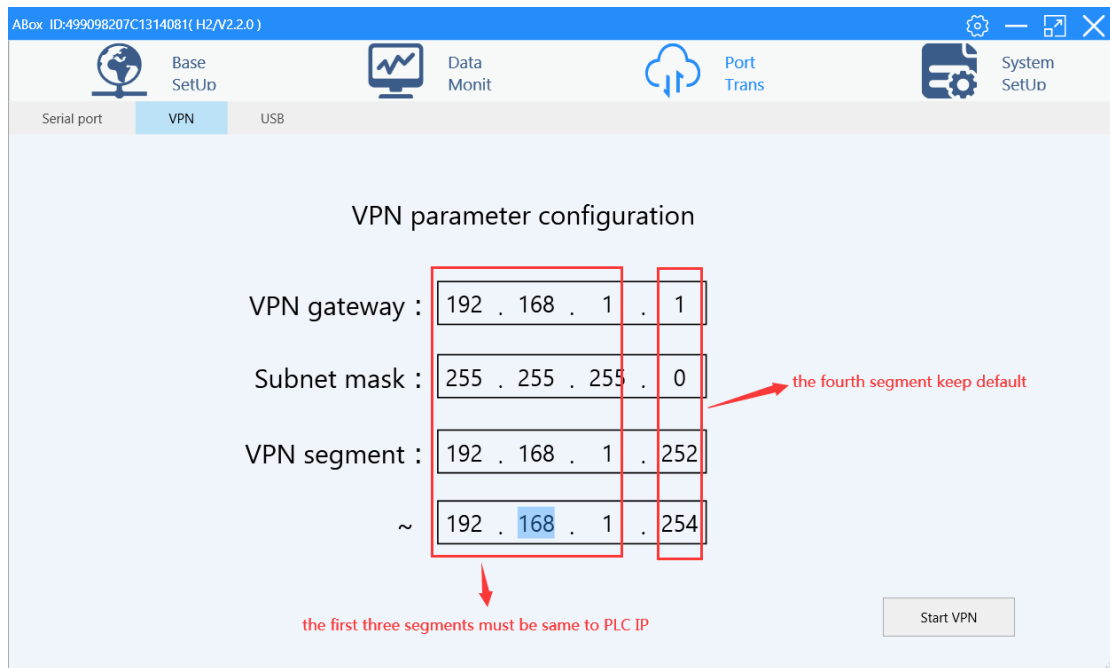 ABox ID:499098207C1314081( H2/V2.2.0 )
Base
SetUp
Data
Monit
Port
Trans
System
SetUp
Serial port VPN USB
VPN parameter configuration
VPN gateway : 192 . 168 . 1 . 1
Subnet mask : 255 . 255 . 255 . 0
the fourth segment keep default
VPN segment : 192 . 168 . 1 . 252
~ 192 . 168 . 1 . 254
the first three segments must be same to PLC IP
Start VPN